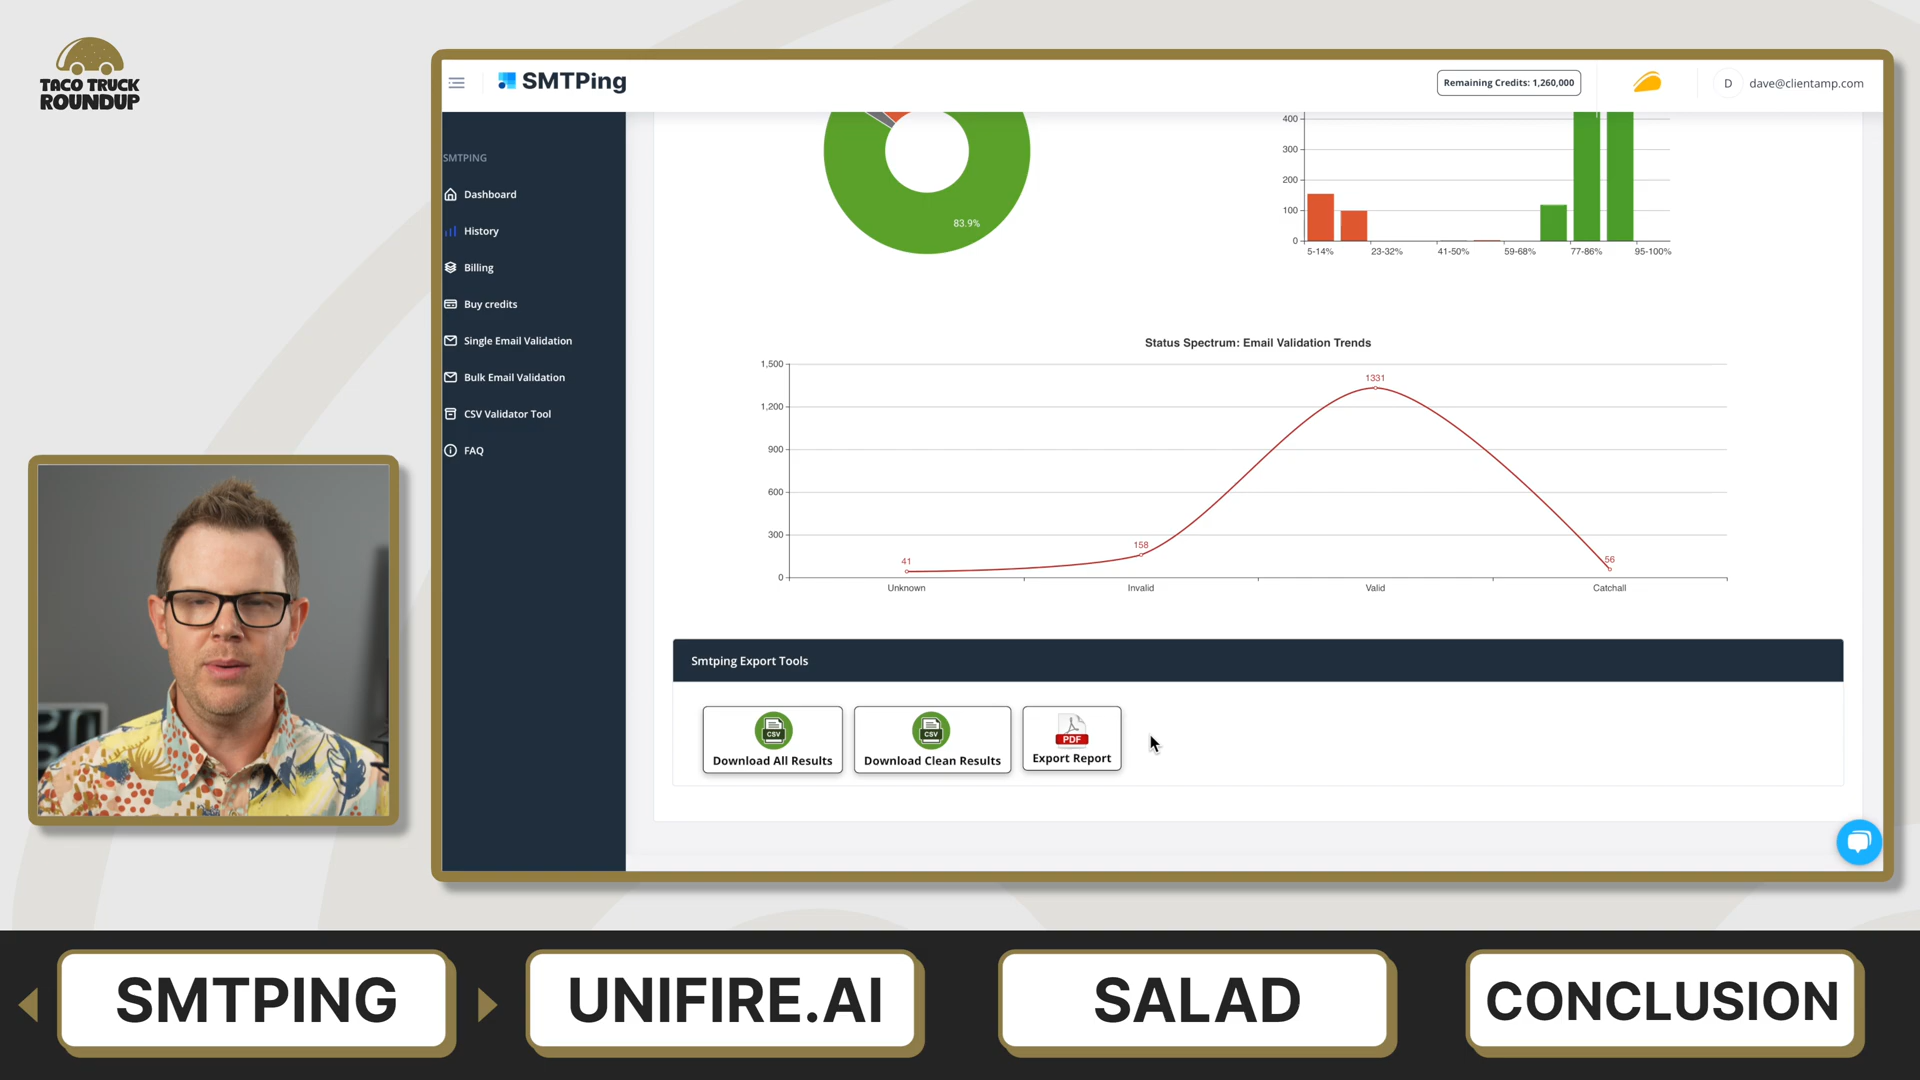 TACO TRUCK
ROUNDUP
SMTPing
Remaining Credits: 1,260,000
D
dave@clientamp.com
SMTPING
Dashboard
History
Billing
Buy credits
Single Email Validation
Bulk Email Validation
CSV Validator Tool
FAQ
83.9%
400
300
200
100
0
5-14%
23-32%
41-50%
59-68%
77-86%
95-100%
Status Spectrum: Email Validation Trends
1,500
1,200
900
600
300
0
41
158
1331
56
Unknown
Invalid
Valid
Catchall
Smtping Export Tools
CSV
Download All Results
CSV
Download Clean Results
PDF
Export Report
SMTPING
UNIFIRE.AI
SALAD
CONCLUSION